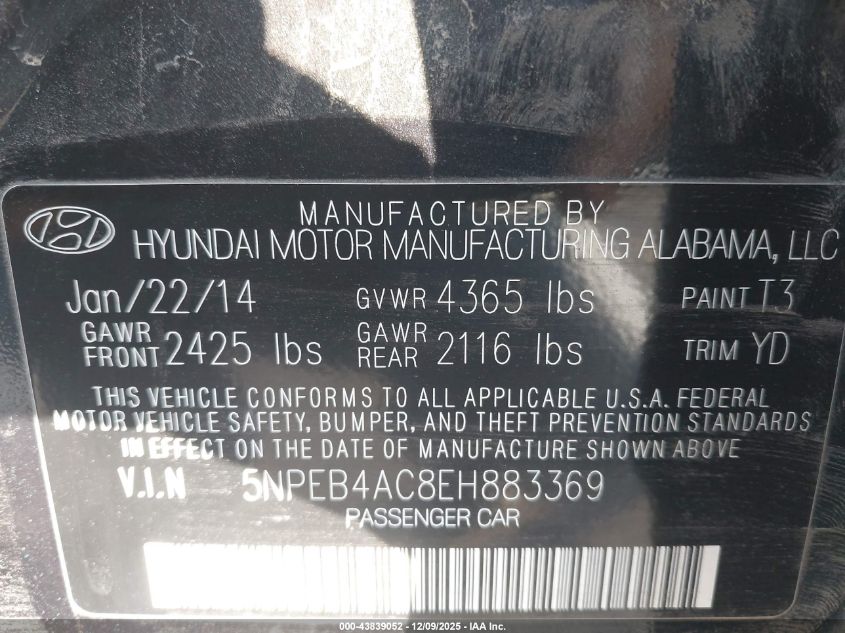 MANUFACTURED BY
HYUNDAI MOTOR MANUFACTURING ALABAMA, LLC
Jan/22/14 GVWR 4365 lbs PAINT T3
GAWR FRONT 2425 lbs GAWR REAR 2116 lbs TRIM YD
THIS VEHICLE CONFORMS TO ALL APPLICABLE U.S.A. FEDERAL
MOTOR VEHICLE SAFETY, BUMPER, AND THEFT PREVENTION STANDARDS
IN EFFECT ON THE DATE OF MANUFACTURE SHOWN ABOVE
V.I.N 5NPEB4AC8EH883369
PASSENGER CAR
000-43839052 - 12/09/2025 - IAA Inc.